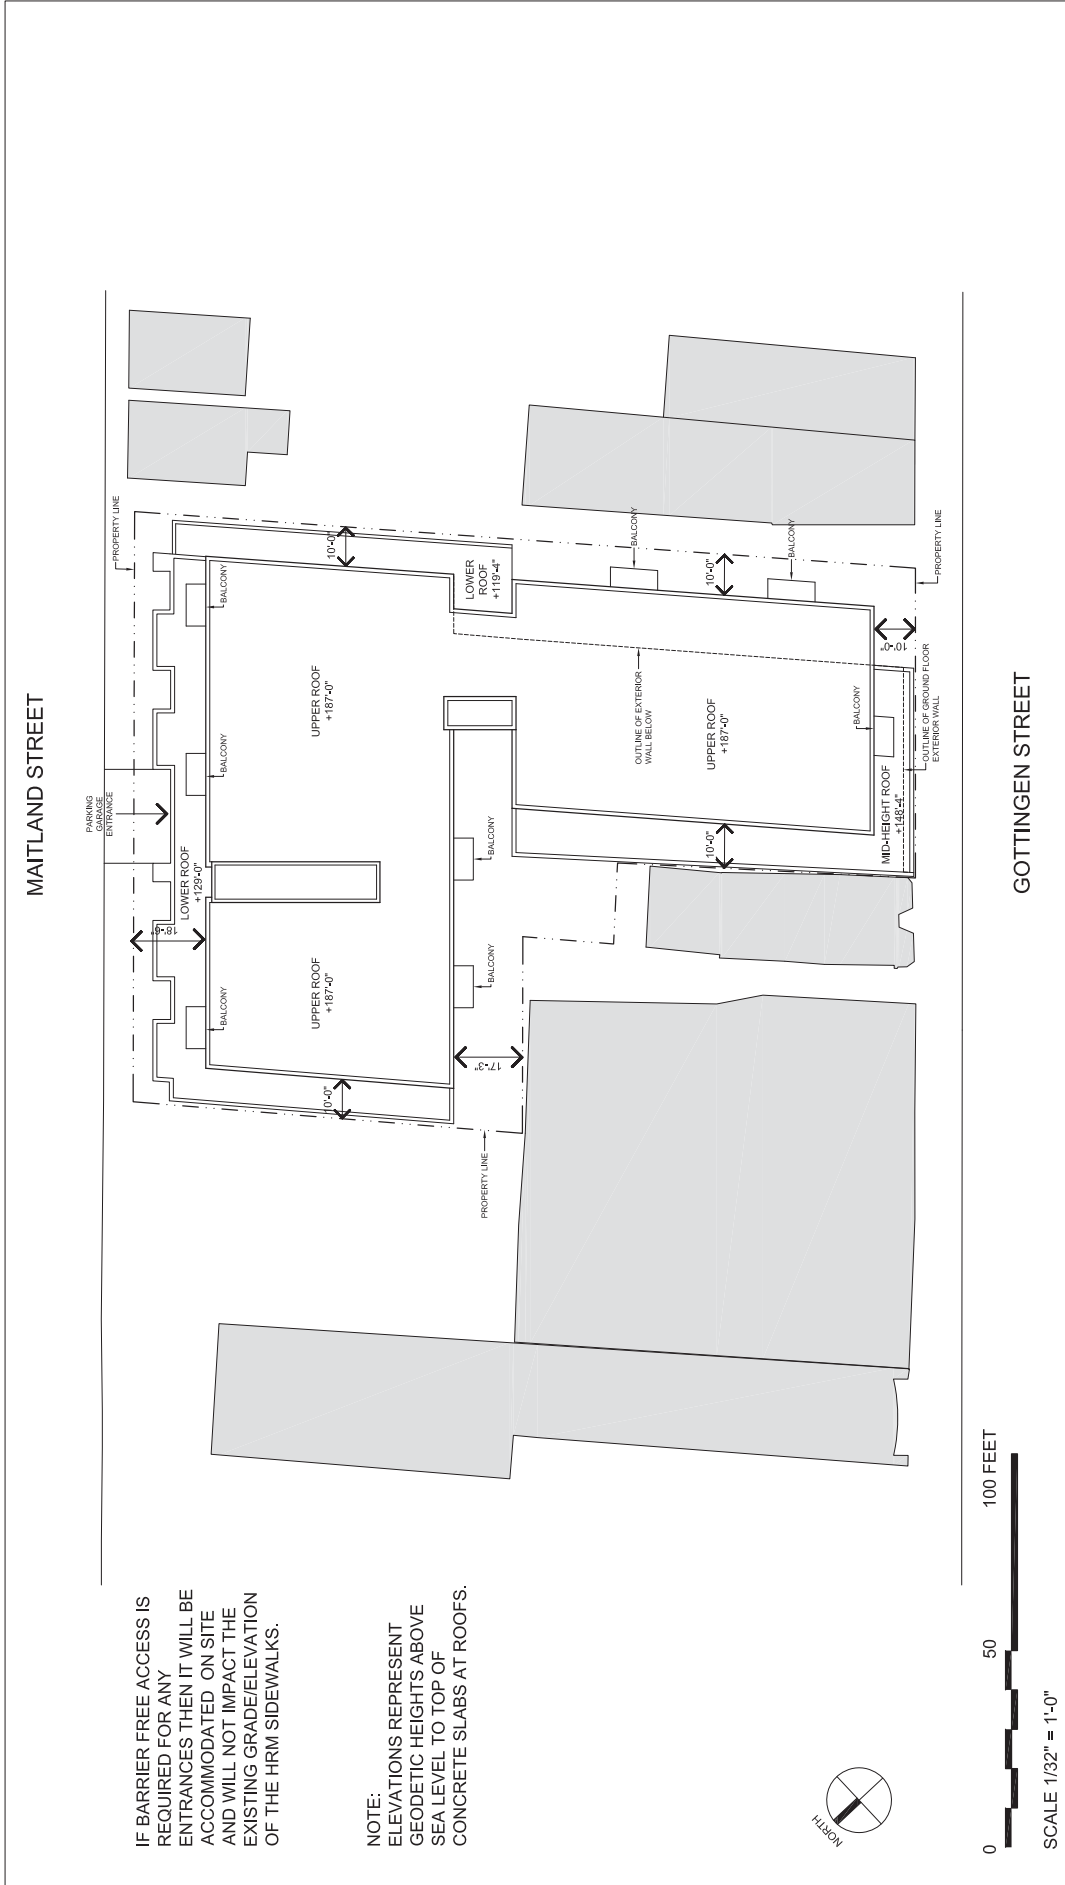 MAITLAND STREET
PROPERTY LINE
PARKING
GARAGE
ENTRANCE
LOWER ROOF
+129'-0"
18'-6"
BALCONY
BALCONY
BALCONY
10'-0"
UPPER ROOF
+187'-0"
UPPER ROOF
+187'-0"
10'-0"
LOWER
ROOF
+119'-4"
BALCONY
BALCONY
17'-3"
PROPERTY LINE
BALCONY
BALCONY
10'-0"
OUTLINE OF EXTERIOR
WALL BELOW
UPPER ROOF
+187'-0"
10'-0"
BALCONY
10'-0"
MID-HEIGHT ROOF
+148'-4"
OUTLINE OF GROUND FLOOR
EXTERIOR WALL
PROPERTY LINE
GOTTINGEN STREET
IF BARRIER FREE ACCESS IS
REQUIRED FOR ANY
ENTRANCES THEN IT WILL BE
ACCOMMODATED ON SITE
AND WILL NOT IMPACT THE
EXISTING GRADE/ELEVATION
OF THE HRM SIDEWALKS.
NOTE:
ELEVATIONS REPRESENT
GEODETIC HEIGHTS ABOVE
SEA LEVEL TO TOP OF
CONCRETE SLABS AT ROOFS.
NORTH
0 50 100 FEET
SCALE 1/32" = 1'-0"